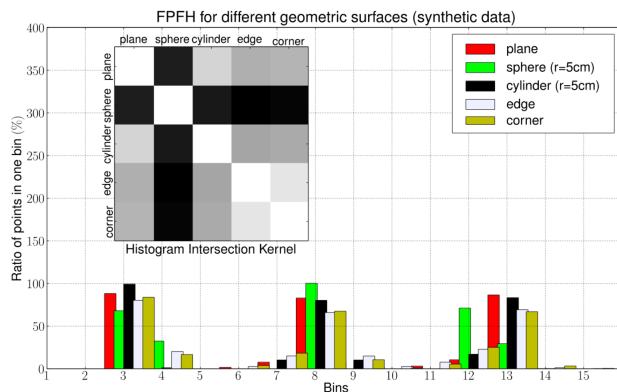 FPFH for different geometric surfaces (synthetic data)
Ratio of points in one bin (%)
400
350
300
250
200
150
100
50
0
plane sphere cylinder edge corner
plane
sphere
cylinder
edge
corner
Histogram Intersection Kernel
plane
sphere (r=5cm)
cylinder (r=5cm)
edge
corner
1 2 3 4 5 6 7 8 9 10 11 12 13 14 15
Bins